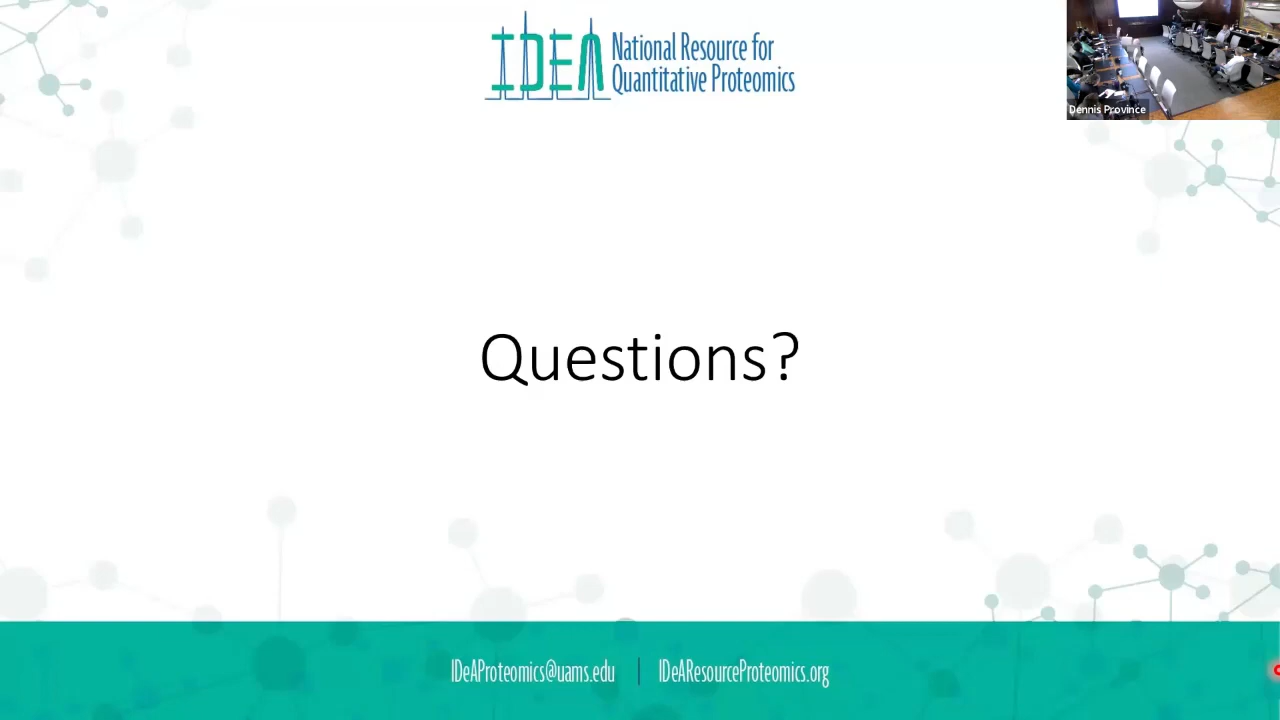 IDEA National Resource for
Quantitative Proteomics
Dennis Province
Questions?
IDeAProteomics@uams.edu | IDeAResourceProteomics.org